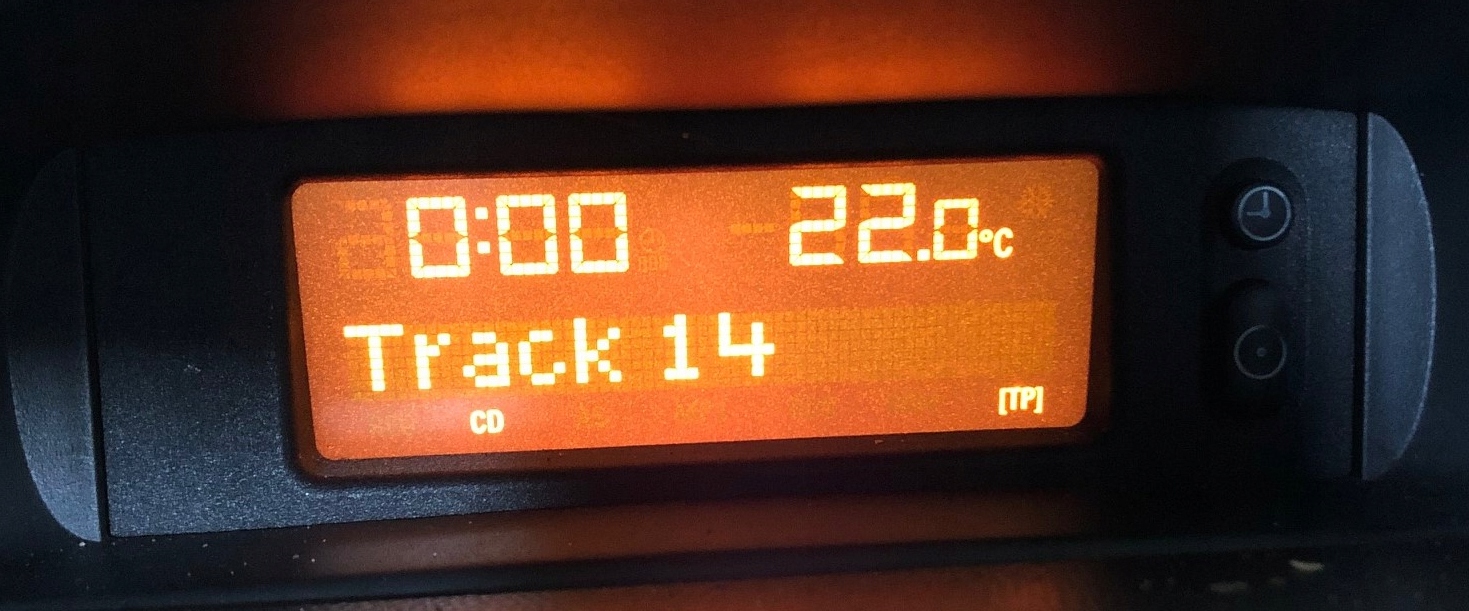 0:00 22.0°C
Track 14
CD [TP]